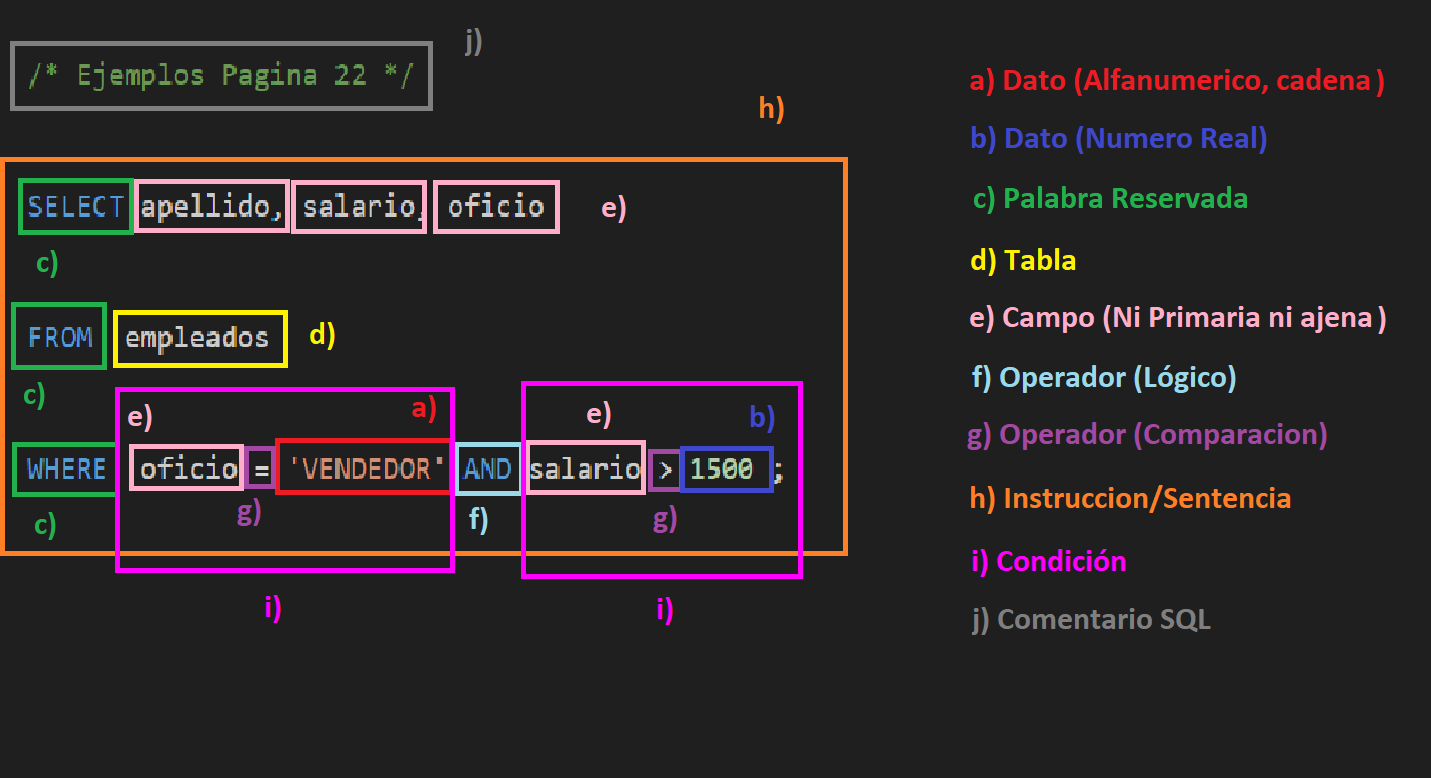 j)
/* Ejemplos Pagina 22 */
h)
SELECT apellido, salario, oficio e)
c)
FROM empleados d)
c)
e) a) e) b)
WHERE oficio = 'VENDEDOR' AND salario > 1500 ;
c) g) f) g)
i) i)
a) Dato (Alfanumerico, cadena)
b) Dato (Numero Real)
c) Palabra Reservada
d) Tabla
e) Campo (Ni Primaria ni ajena)
f) Operador (Lógico)
g) Operador (Comparacion)
h) Instruccion/Sentencia
i) Condición
j) Comentario SQL